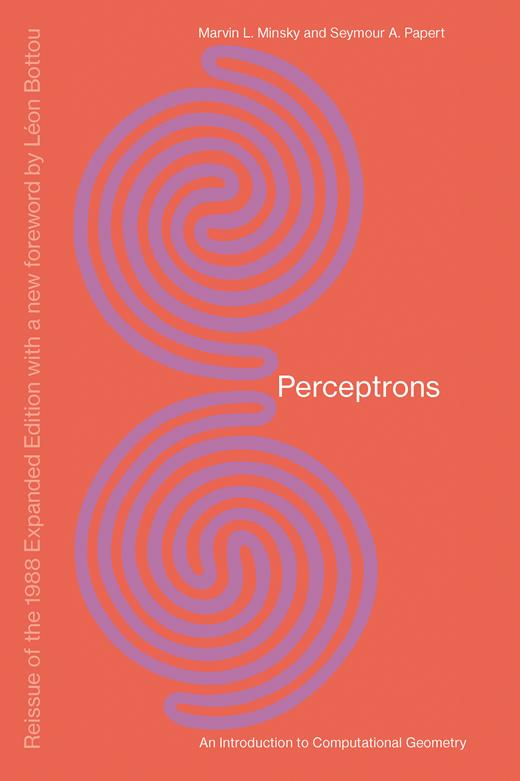 Marvin L. Minsky and Seymour A. Papert
Reissue of the 1988 Expanded Edition with a new foreword by Léon Bottou
Perceptrons
An Introduction to Computational Geometry